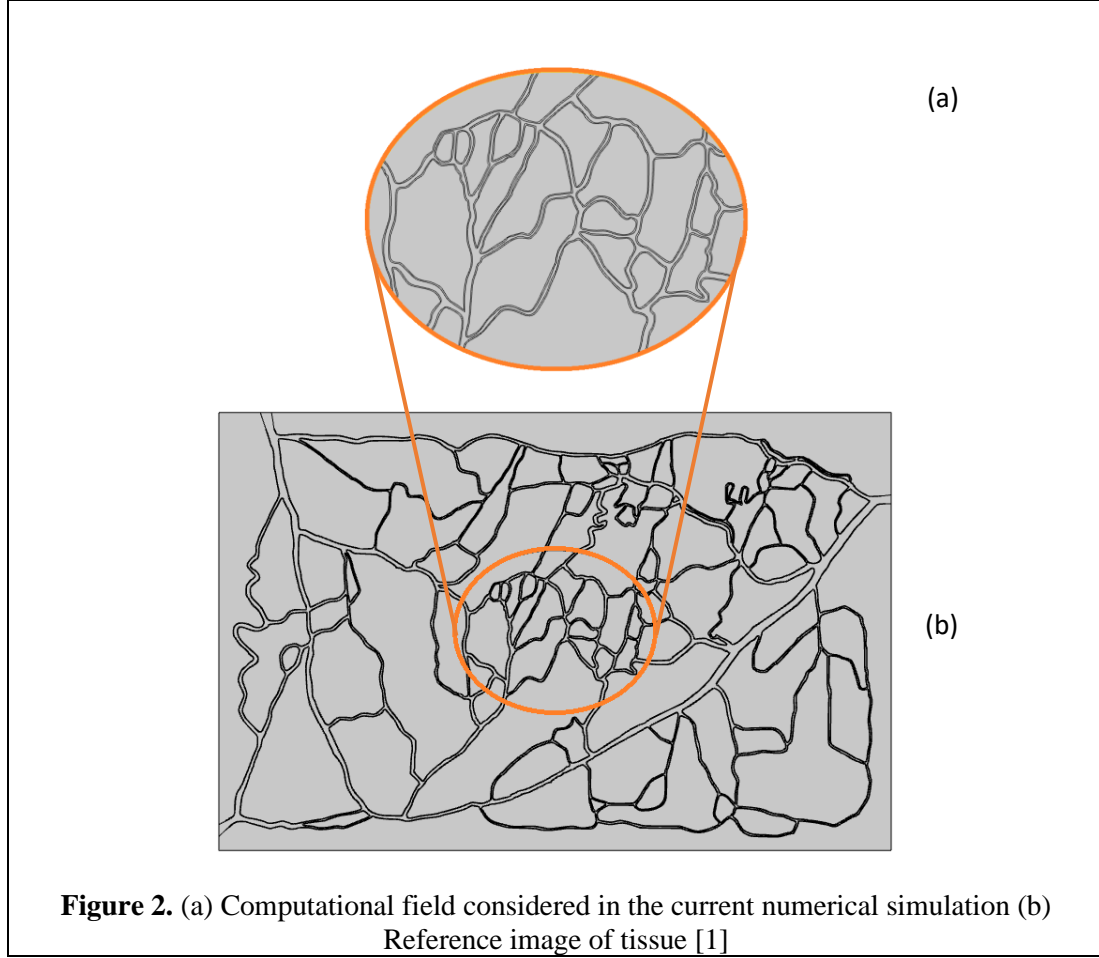 (a)
(b)
Figure 2. (a) Computational field considered in the current numerical simulation (b)
Reference image of tissue [1]